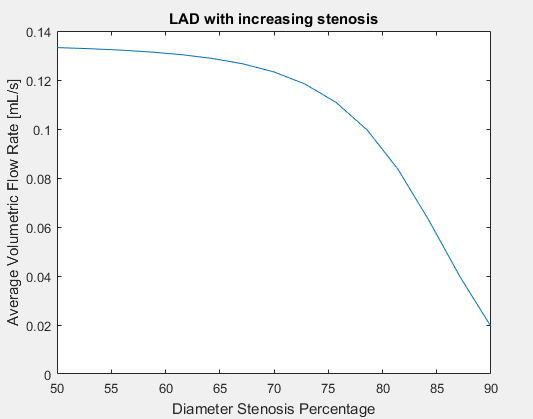 LAD with increasing stenosis
Average Volumetric Flow Rate [mL/s]
0.14
0.12
0.1
0.08
0.06
0.04
0.02
0
50 55 60 65 70 75 80 85 90
Diameter Stenosis Percentage